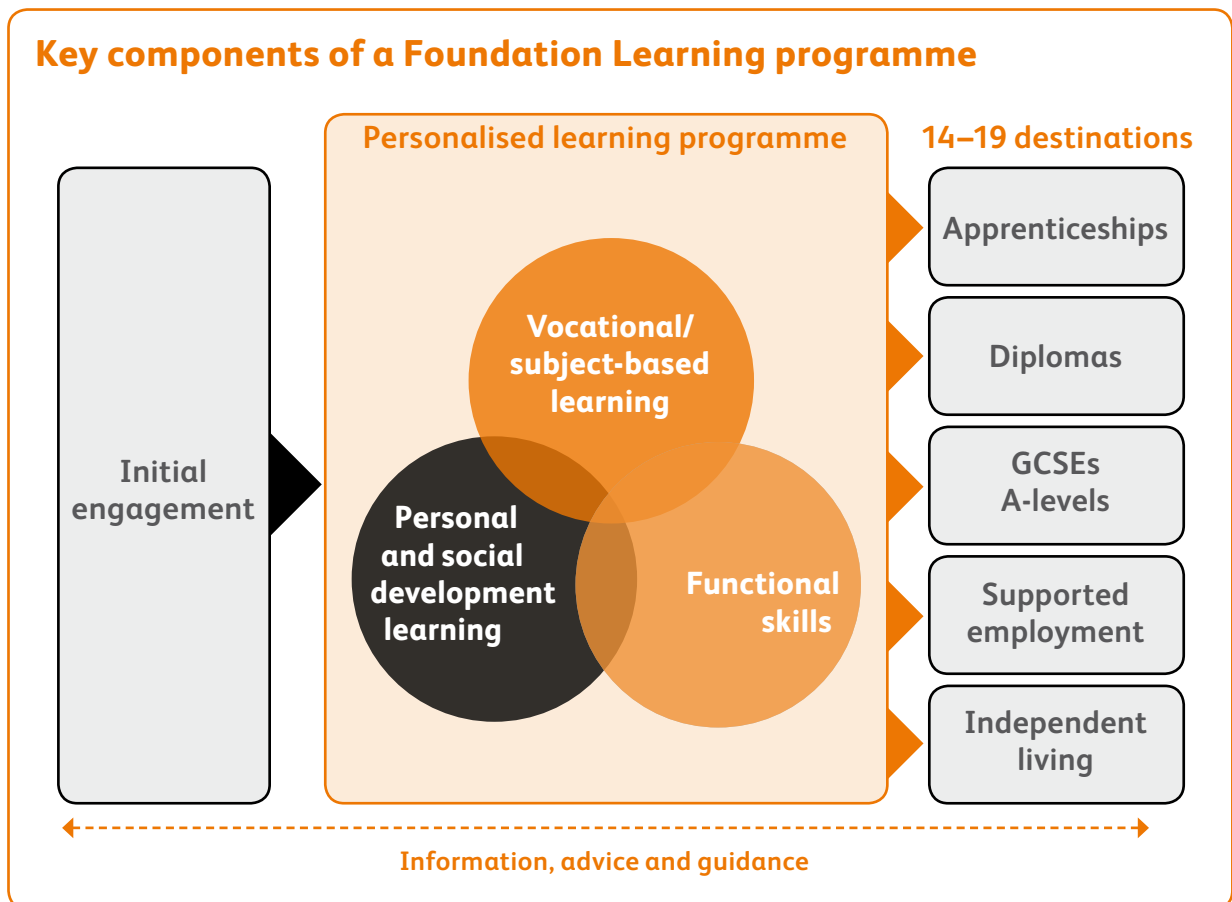 Key components of a Foundation Learning programme
Personalised learning programme
14–19 destinations
Initial
engagement
Vocational/
subject-based
learning
Personal
and social
development
learning
Functional
skills
Apprenticeships
Diplomas
GCSEs
A-levels
Supported
employment
Independent
living
Information, advice and guidance